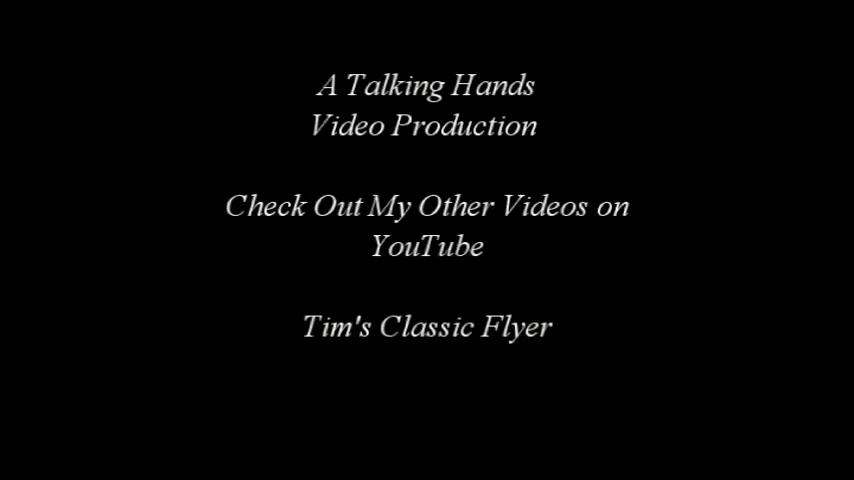 A Talking Hands
Video Production
Check Out My Other Videos on
YouTube
Tim's Classic Flyer